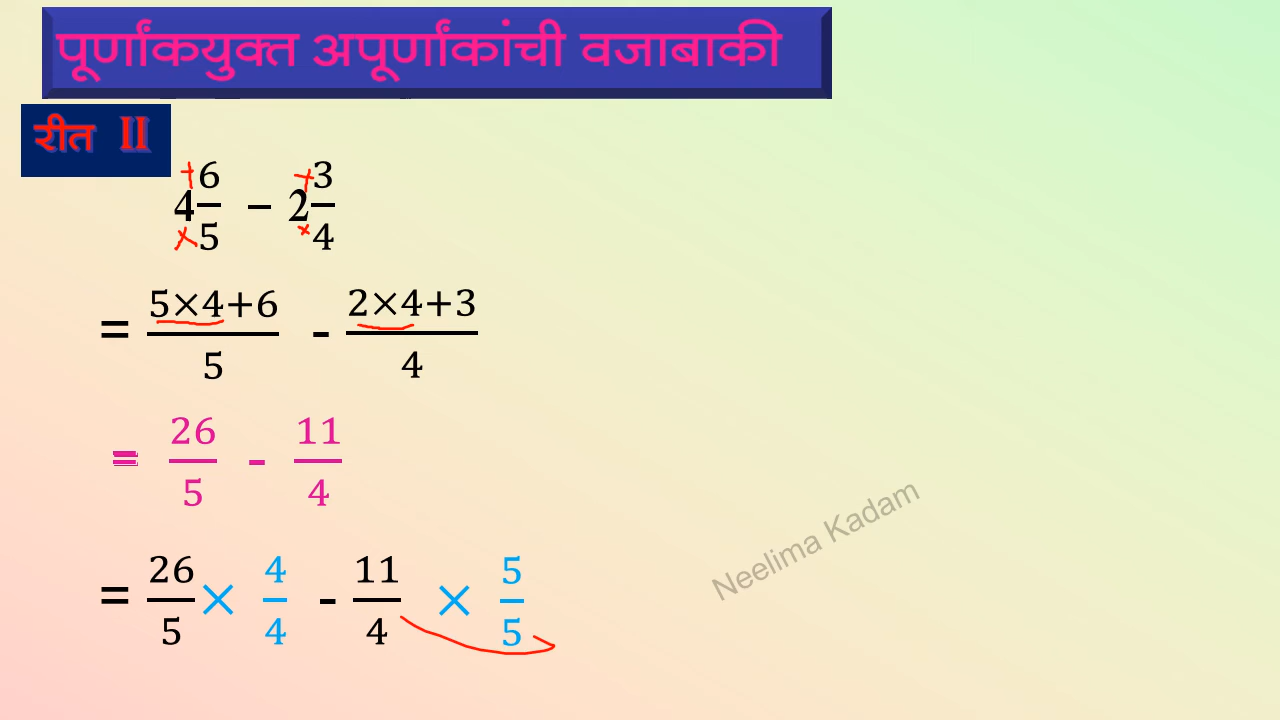 पूर्णांकयुक्त अपूर्णांकांची वजाबाकी
रीत II
4 6/5 − 2 3/4
= (5×4+6)/5 - (2×4+3)/4
= 26/5 - 11/4
= 26/5 × 4/4 - 11/4 × 5/5
Neelima Kadam